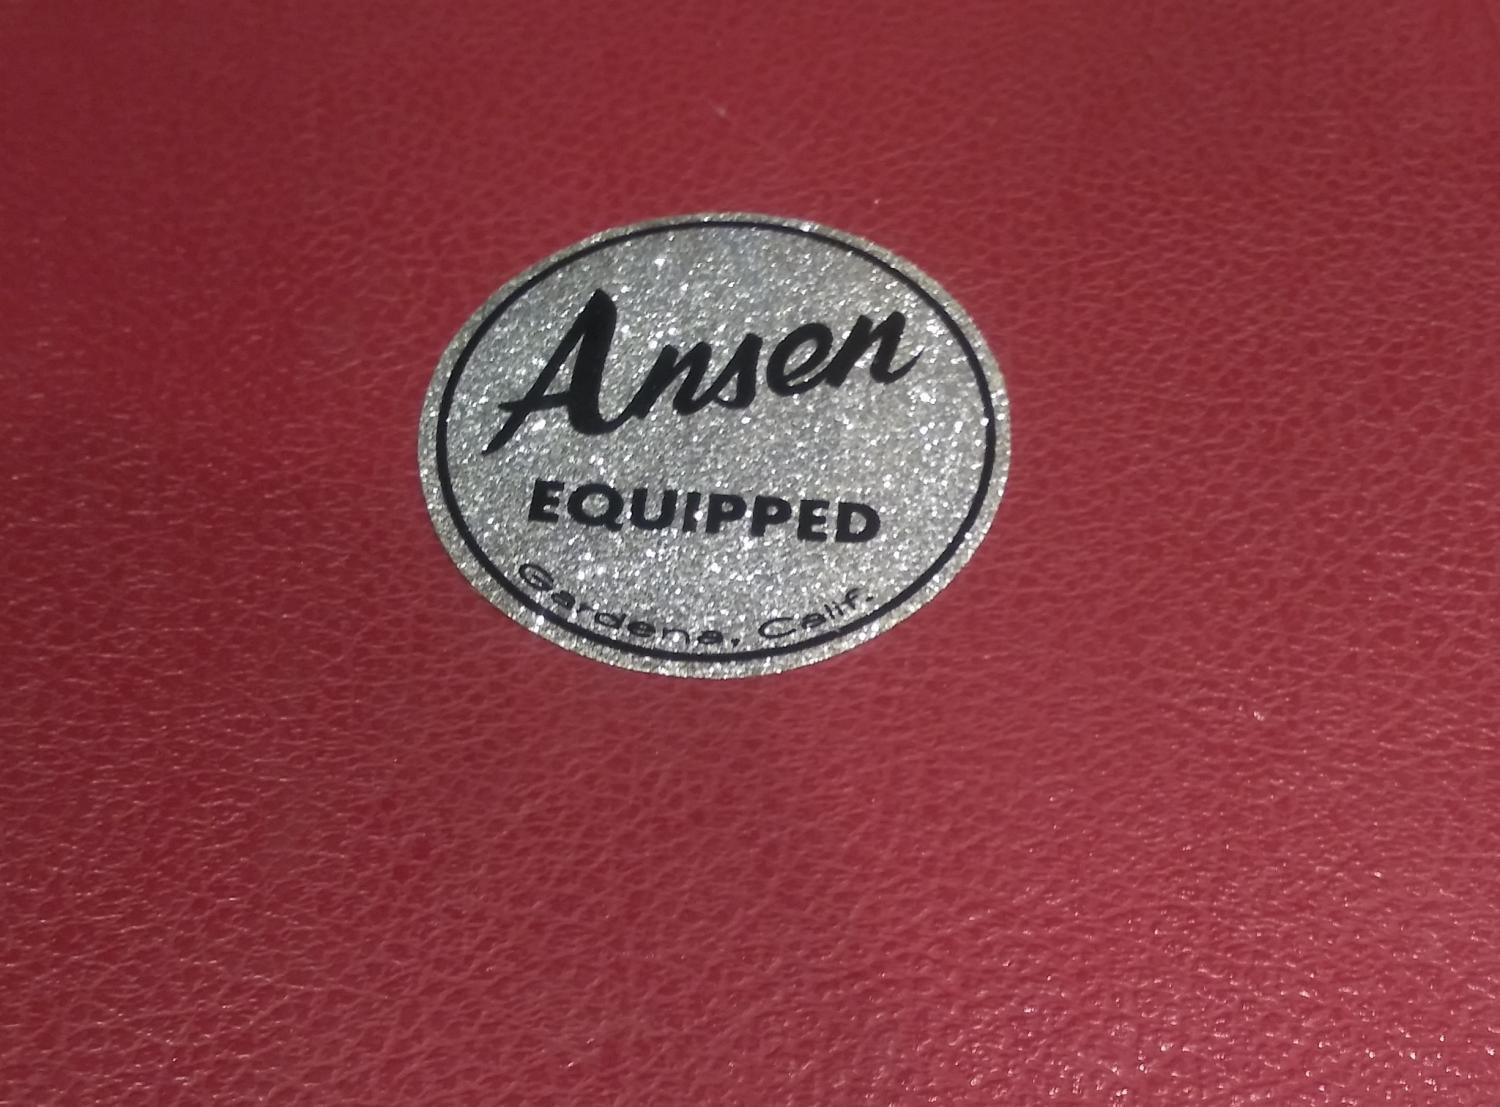 Ansen
EQUIPPED
Gardena, Calif.